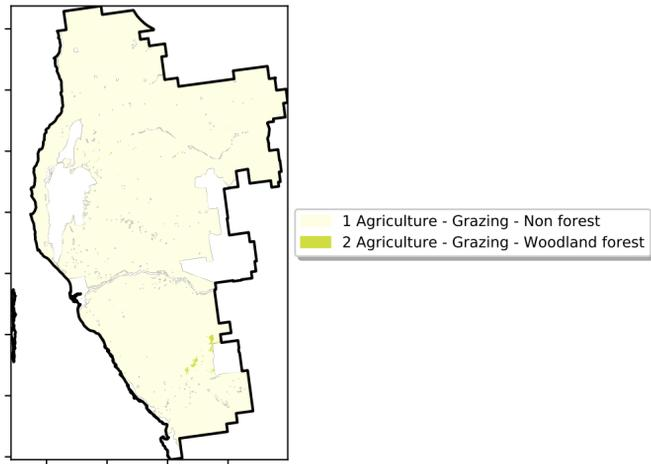 1 Agriculture - Grazing - Non forest
2 Agriculture - Grazing - Woodland forest